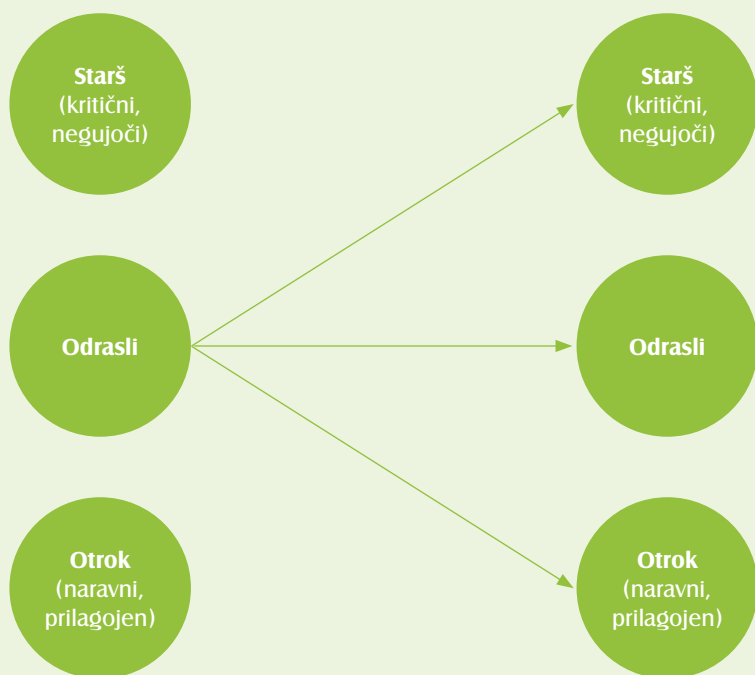 Starš
(kritični,
negujoči)
Starš
(kritični,
negujoči)
Odrasli
Odrasli
Otrok
(naravni,
prilagojen)
Otrok
(naravni,
prilagojen)